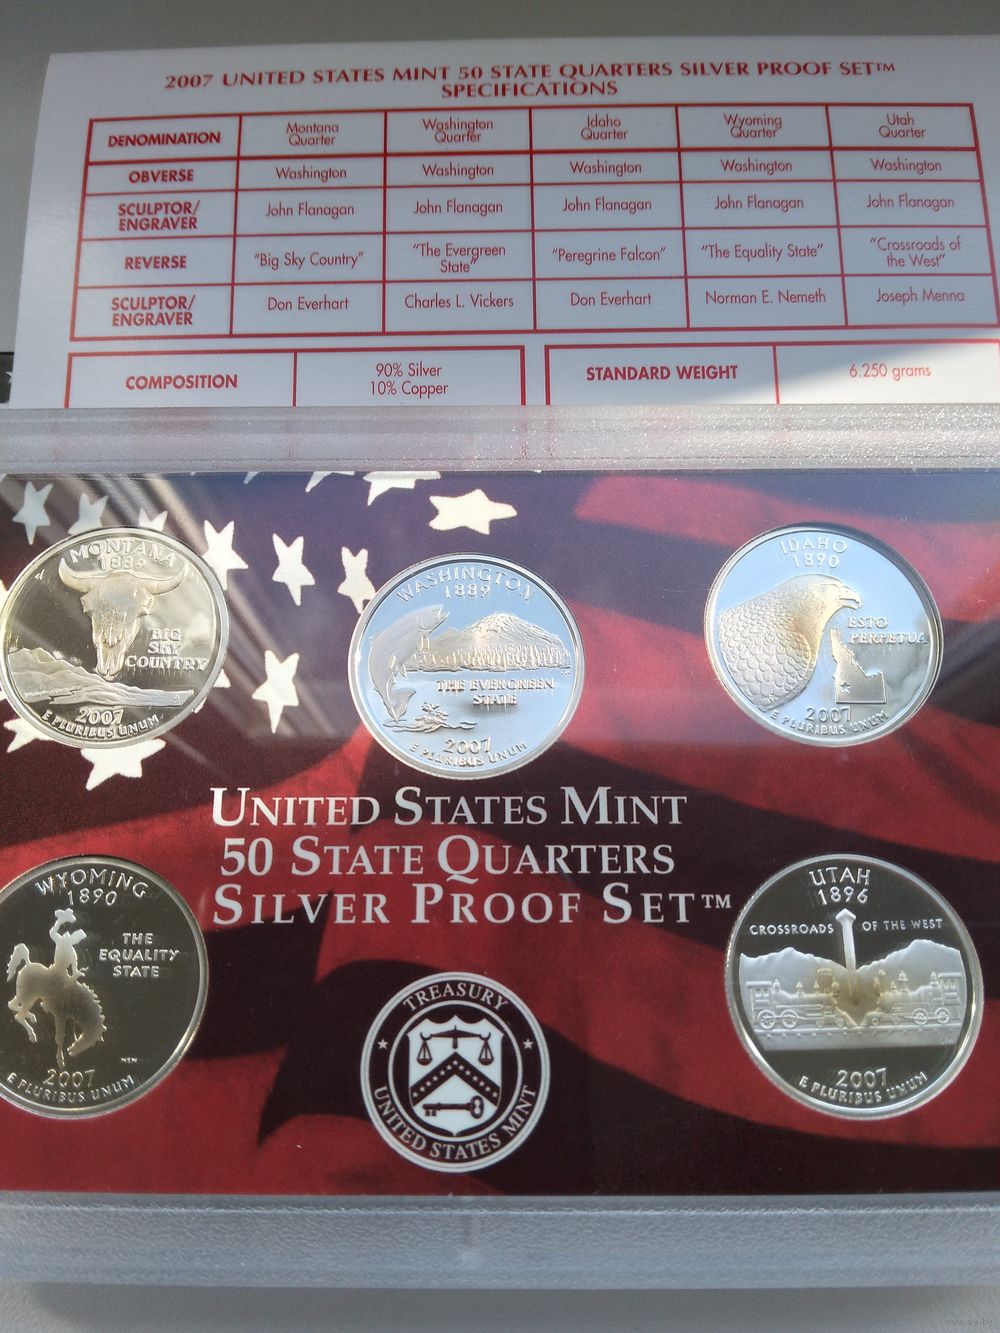 2007 UNITED STATES MINT 50 STATE QUARTERS SILVER PROOF SET™
SPECIFICATIONS
DENOMINATION Montana Quarter Washington Quarter Idaho Quarter Wyoming Quarter Utah Quarter
OBVERSE Washington Washington Washington Washington Washington
SCULPTOR/ ENGRAVER John Flanagan John Flanagan John Flanagan John Flanagan John Flanagan
REVERSE "Big Sky Country" "The Evergreen State" "Peregrine Falcon" "The Equality State" "Crossroads of the West"
SCULPTOR/ ENGRAVER Don Everhart Charles L. Vickers Don Everhart Norman E. Nemeth Joseph Menna
COMPOSITION 90% Silver 10% Copper
STANDARD WEIGHT 6.250 grams
MONTANA
1889
BIG
SKY
COUNTRY
2007
E PLURIBUS UNUM
WASHINGTON
1889
THE EVERGREEN
STATE
2007
E PLURIBUS UNUM
IDAHO
1890
ESTO
PERPETUA
2007
E PLURIBUS UNUM
UNITED STATES MINT
50 STATE QUARTERS
SILVER PROOF SET™
WYOMING
1890
THE
EQUALITY
STATE
NEN
2007
E PLURIBUS UNUM
UTAH
1896
CROSSROADS OF THE WEST
2007
E PLURIBUS UNUM
TREASURY
UNITED STATES MINT
www.ay.by